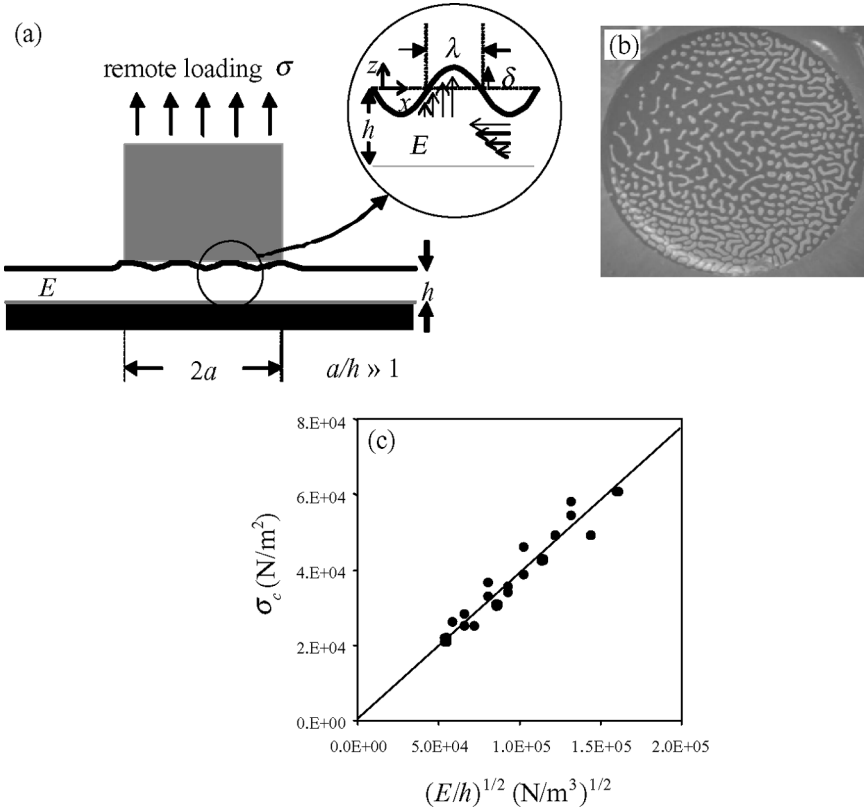 (a)
remote loading σ
λ
z
δ
x
h
E
E
h
2a
a/h » 1
(b)
(c)
8.E+04
6.E+04
4.E+04
2.E+04
0.E+00
σc (N/m²)
0.0E+00 5.0E+04 1.0E+05 1.5E+05 2.0E+05
(E/h)^1/2 (N/m³)^1/2